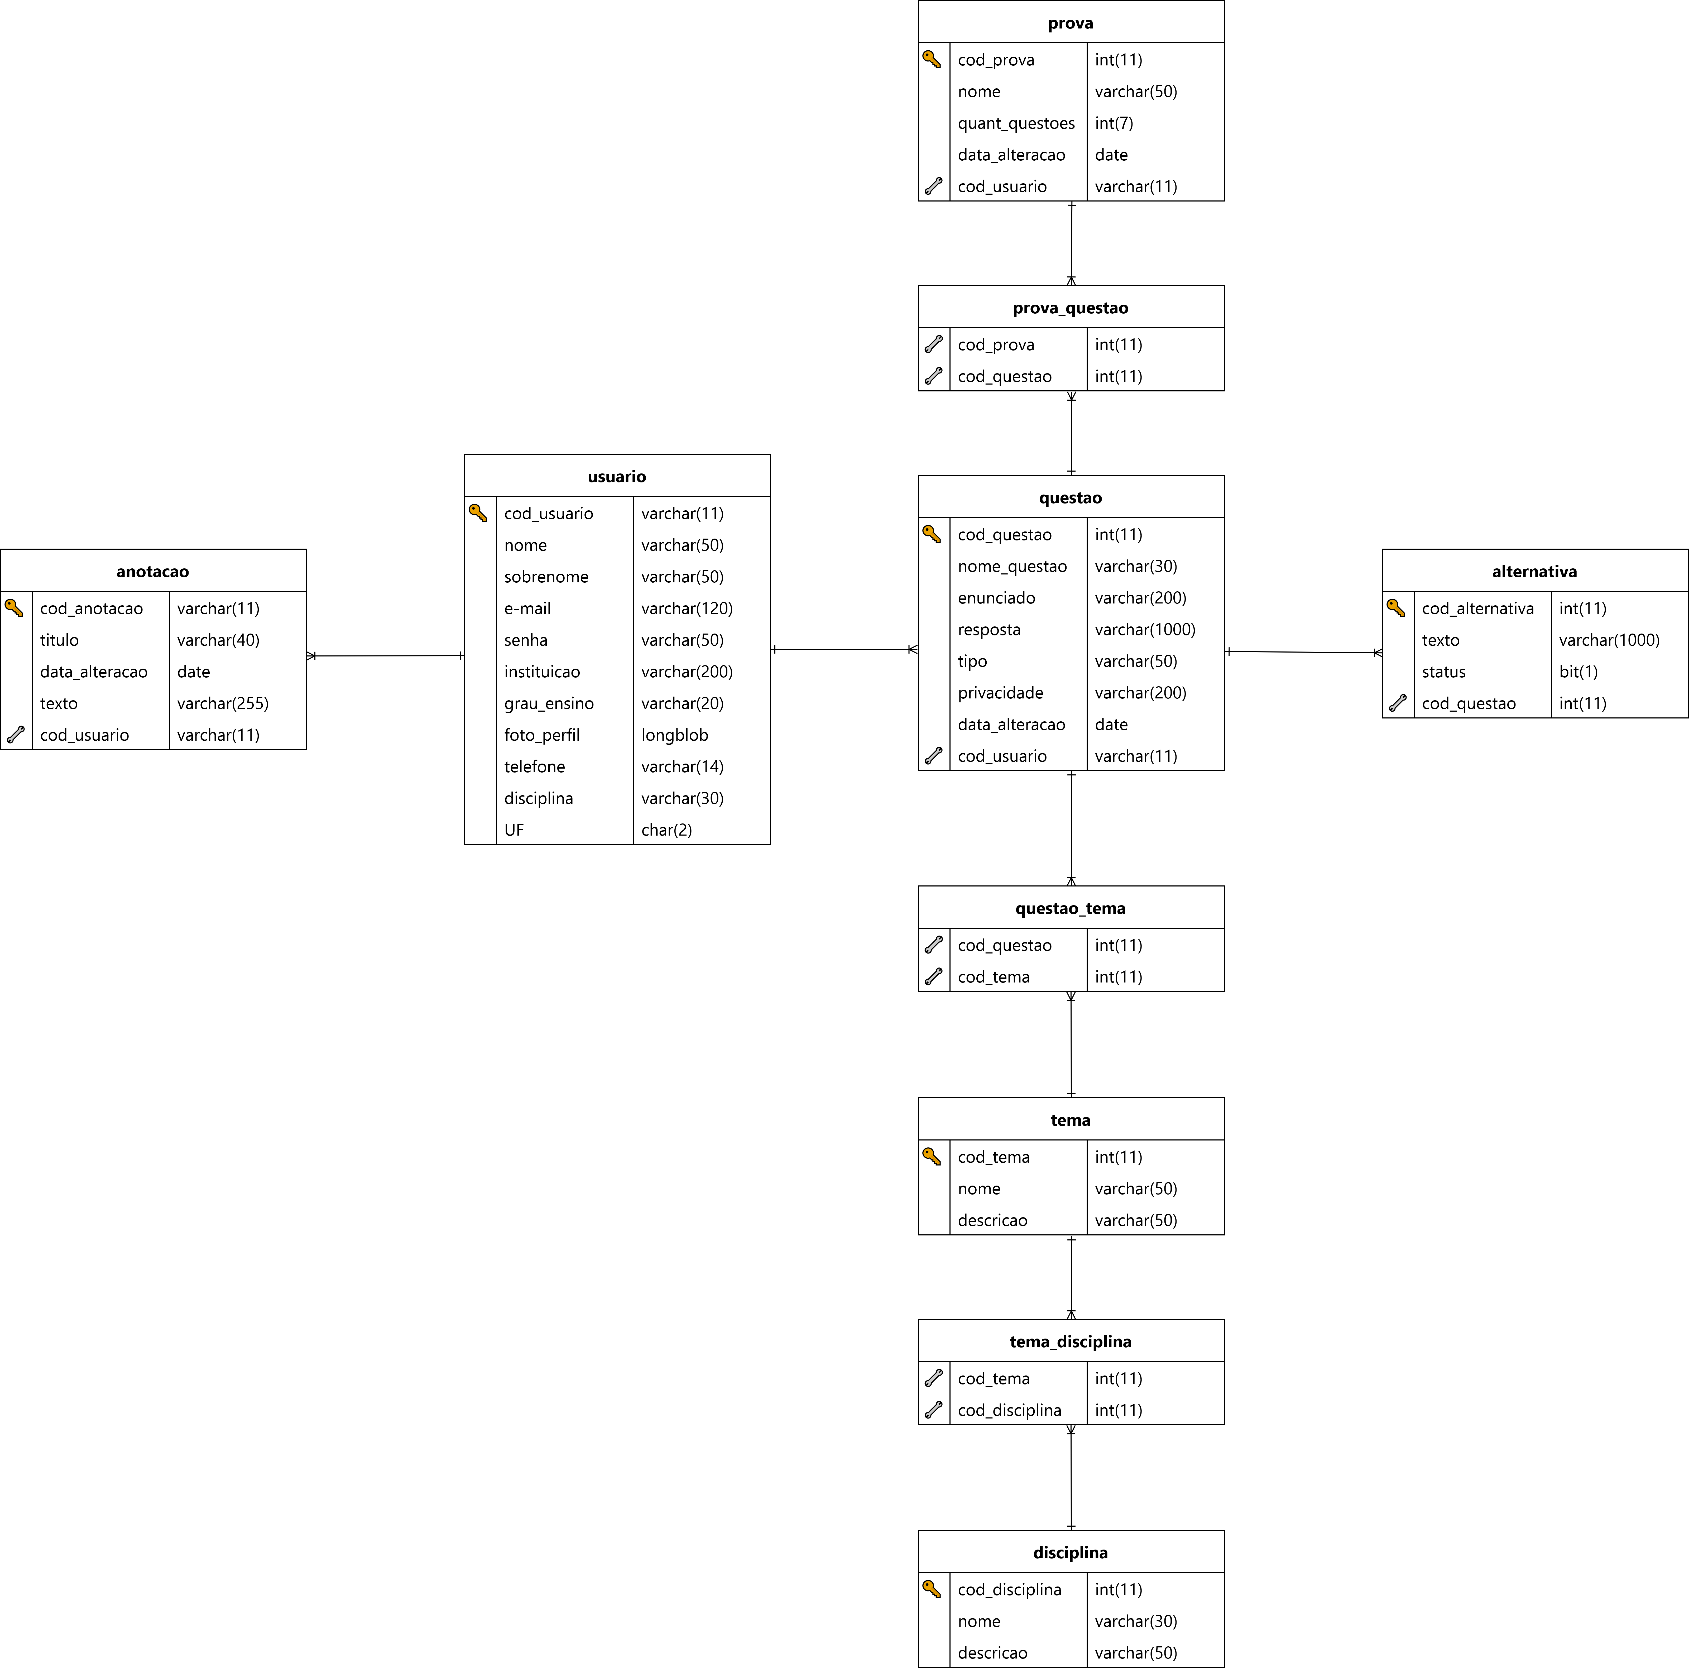 prova
cod_prova int(11)
nome varchar(50)
quant_questoes int(7)
data_alteracao date
cod_usuario varchar(11)
prova_questao
cod_prova int(11)
cod_questao int(11)
usuario
cod_usuario varchar(11)
nome varchar(50)
sobrenome varchar(50)
e-mail varchar(120)
senha varchar(50)
instituicao varchar(200)
grau_ensino varchar(20)
foto_perfil longblob
telefone varchar(14)
disciplina varchar(30)
UF char(2)
questao
cod_questao int(11)
nome_questao varchar(30)
enunciado varchar(200)
resposta varchar(1000)
tipo varchar(50)
privacidade varchar(200)
data_alteracao date
cod_usuario varchar(11)
anotacao
cod_anotacao varchar(11)
titulo varchar(40)
data_alteracao date
texto varchar(255)
cod_usuario varchar(11)
alternativa
cod_alternativa int(11)
texto varchar(1000)
status bit(1)
cod_questao int(11)
questao_tema
cod_questao int(11)
cod_tema int(11)
tema
cod_tema int(11)
nome varchar(50)
descricao varchar(50)
tema_disciplina
cod_tema int(11)
cod_disciplina int(11)
disciplina
cod_disciplina int(11)
nome varchar(30)
descricao varchar(50)